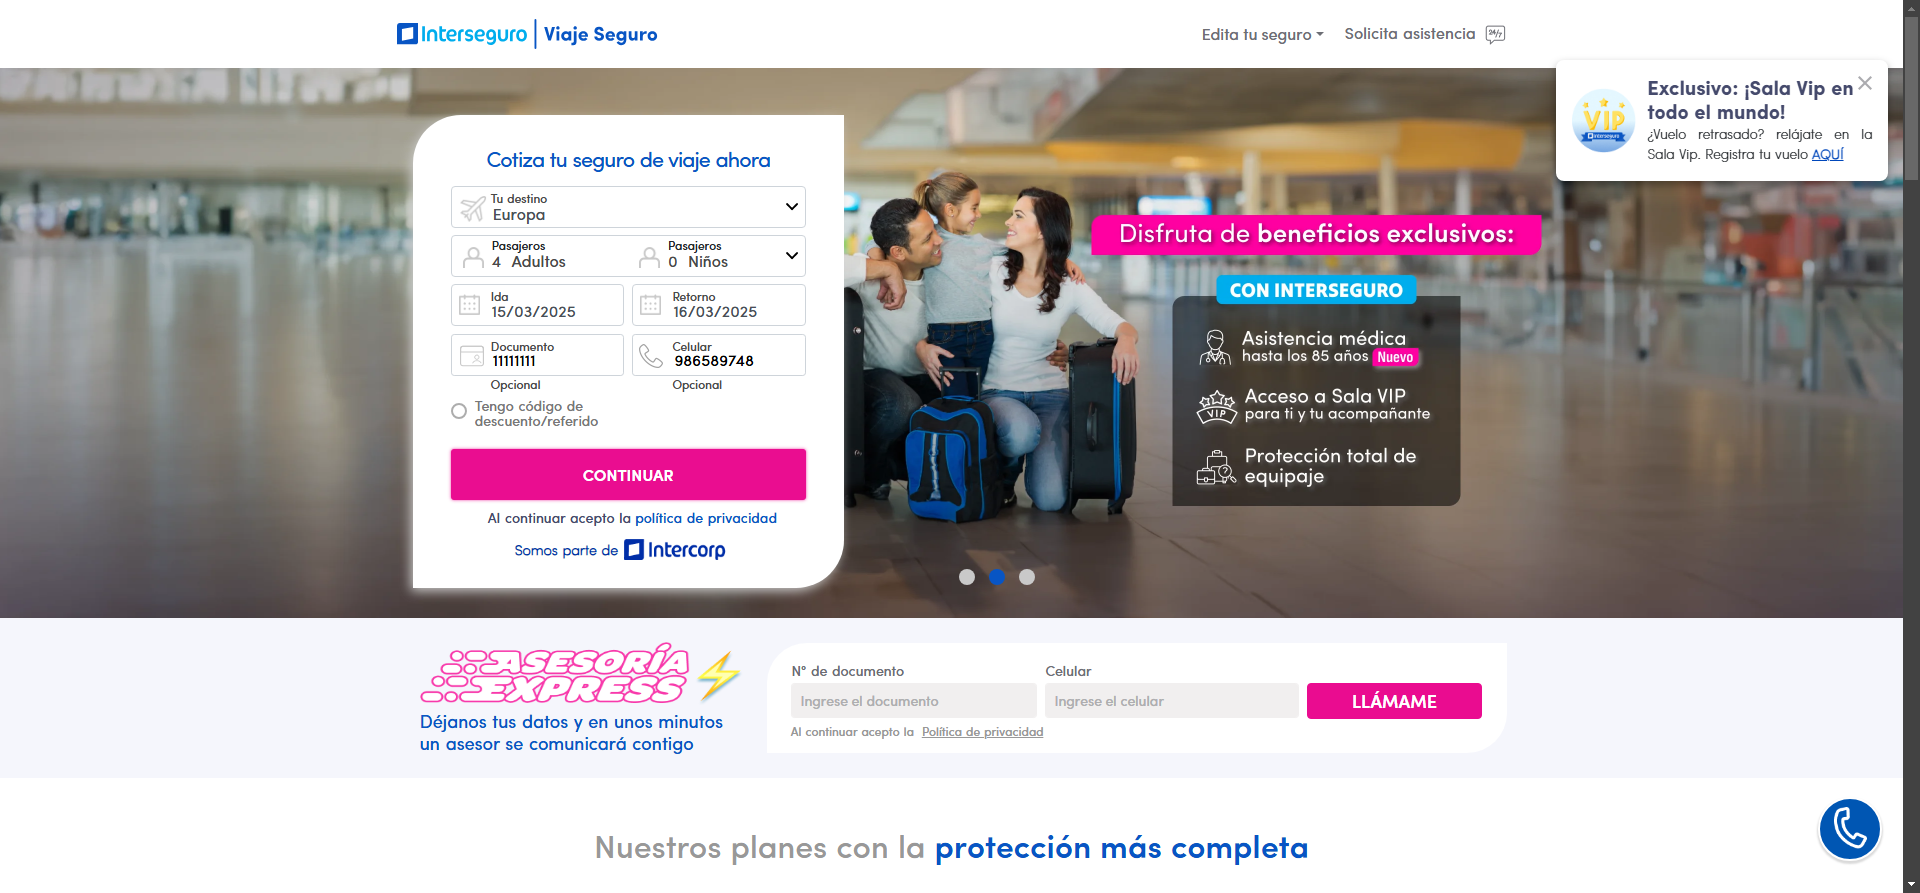 Interseguro | Viaje Seguro
Edita tu seguro
Solicita asistencia
24/7
Exclusivo: ¡Sala Vip en
todo el mundo!
¿Vuelo retrasado? relájate en la
Sala Vip. Registra tu vuelo AQUÍ
VIP
interseguro
Cotiza tu seguro de viaje ahora
Tu destino
Europa
Pasajeros
4 Adultos
Pasajeros
0 Niños
Ida
15/03/2025
Retorno
16/03/2025
Documento
11111111
Opcional
Celular
986589748
Opcional
Tengo código de
descuento/referido
CONTINUAR
Al continuar acepto la política de privacidad
Somos parte de Intercorp
Disfruta de beneficios exclusivos:
CON INTERSEGURO
Asistencia médica
hasta los 85 años Nuevo
VIP
Acceso a Sala VIP
para ti y tu acompañante
Protección total de
equipaje
ASESORÍA
EXPRESS
Déjanos tus datos y en unos minutos
un asesor se comunicará contigo
N° de documento
Ingrese el documento
Celular
Ingrese el celular
LLÁMAME
Al continuar acepto la Política de privacidad
Nuestros planes con la protección más completa